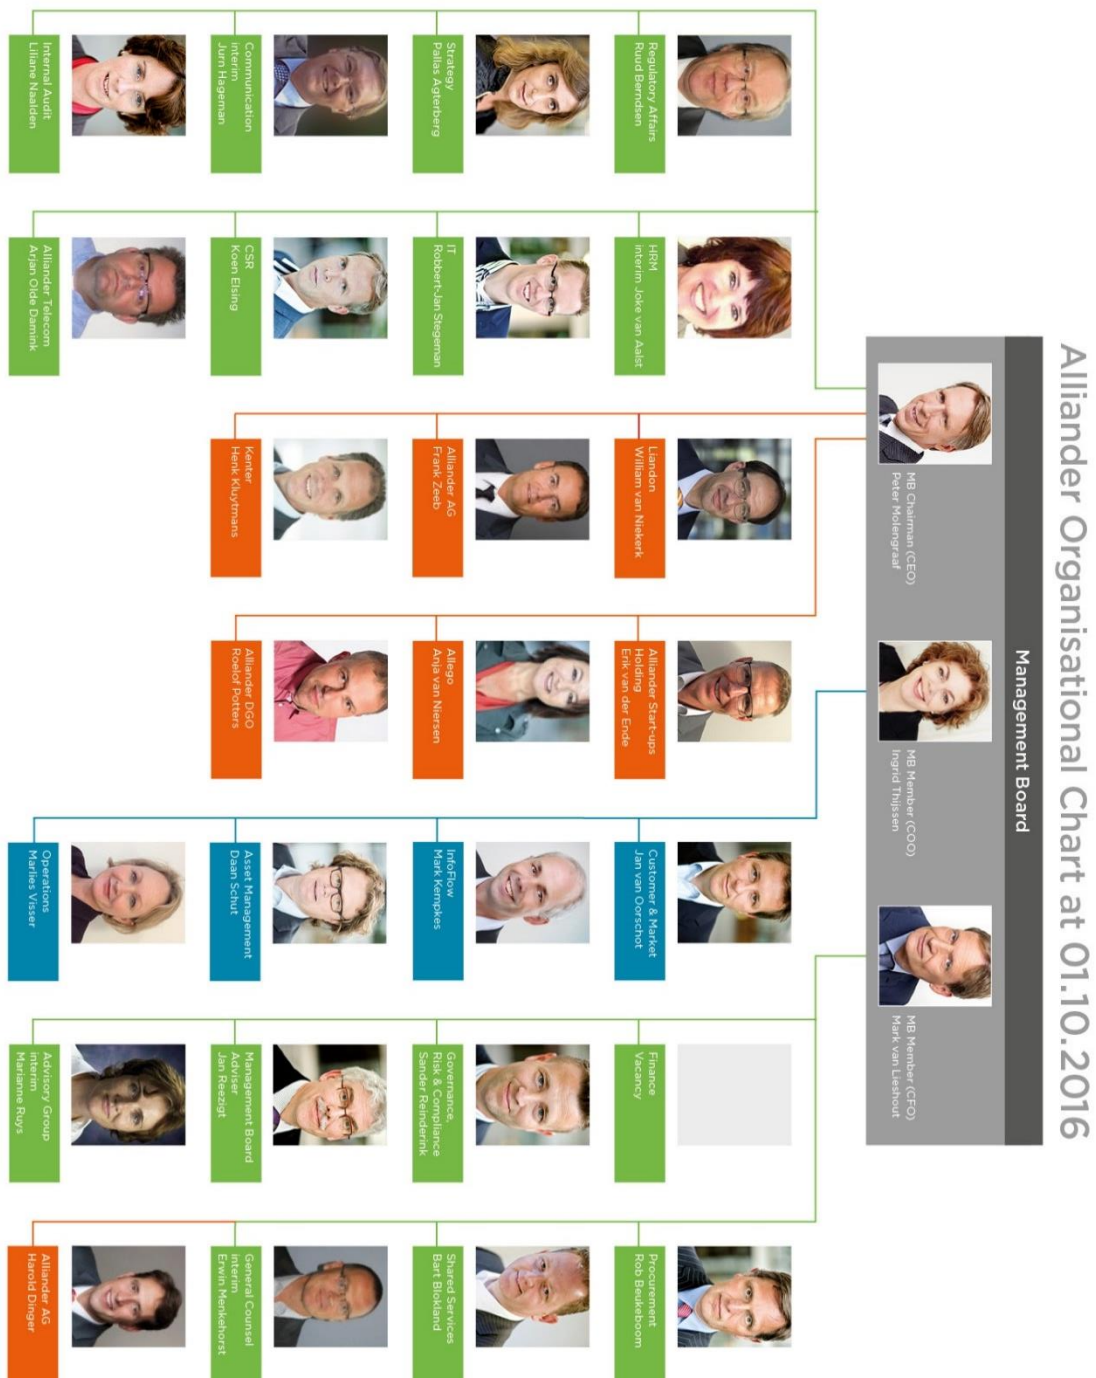 Alliander Organisational Chart at 01.10.2016
Management Board
MB Chairman (CEO)
Peter Molengraaf
MB Member (COO)
Ingrid Thijssen
MB Member (CFO)
Mark van Lieshout
Regulatory Affairs
Ruud Berndsen
HRM
interim Joke van Aalst
Liandon
William van Niekerk
Alliander Start-ups
Holding
Erik van der Ende
Customer & Market
Jan van Oorschot
Finance
Vacancy
Procurement
Rob Beukeboom
Strategy
Pallas Agterberg
IT
Robbert-Jan Stegeman
Alliander AG
Frank Zeeb
Allego
Anja van Niersen
InfoFlow
Mark Kempkes
Governance,
Risk & Compliance
Sander Reinderink
Shared Services
Bart Blokland
Communication
interim
Jurn Hageman
CSR
Koen Elsing
Kenter
Henk Kluytmans
Alliander DGO
Roelof Potters
Asset Management
Daan Schut
Management Board
Adviser
Jan Reezigt
General Counsel
interim
Erwin Menkehorst
Internal Audit
Liliane Naalden
Alliander Telecom
Arjan Olde Damink
Operations
Marlies Visser
Advisory Group
interim
Marianne Ruys
Alliander AG
Harold Dinger